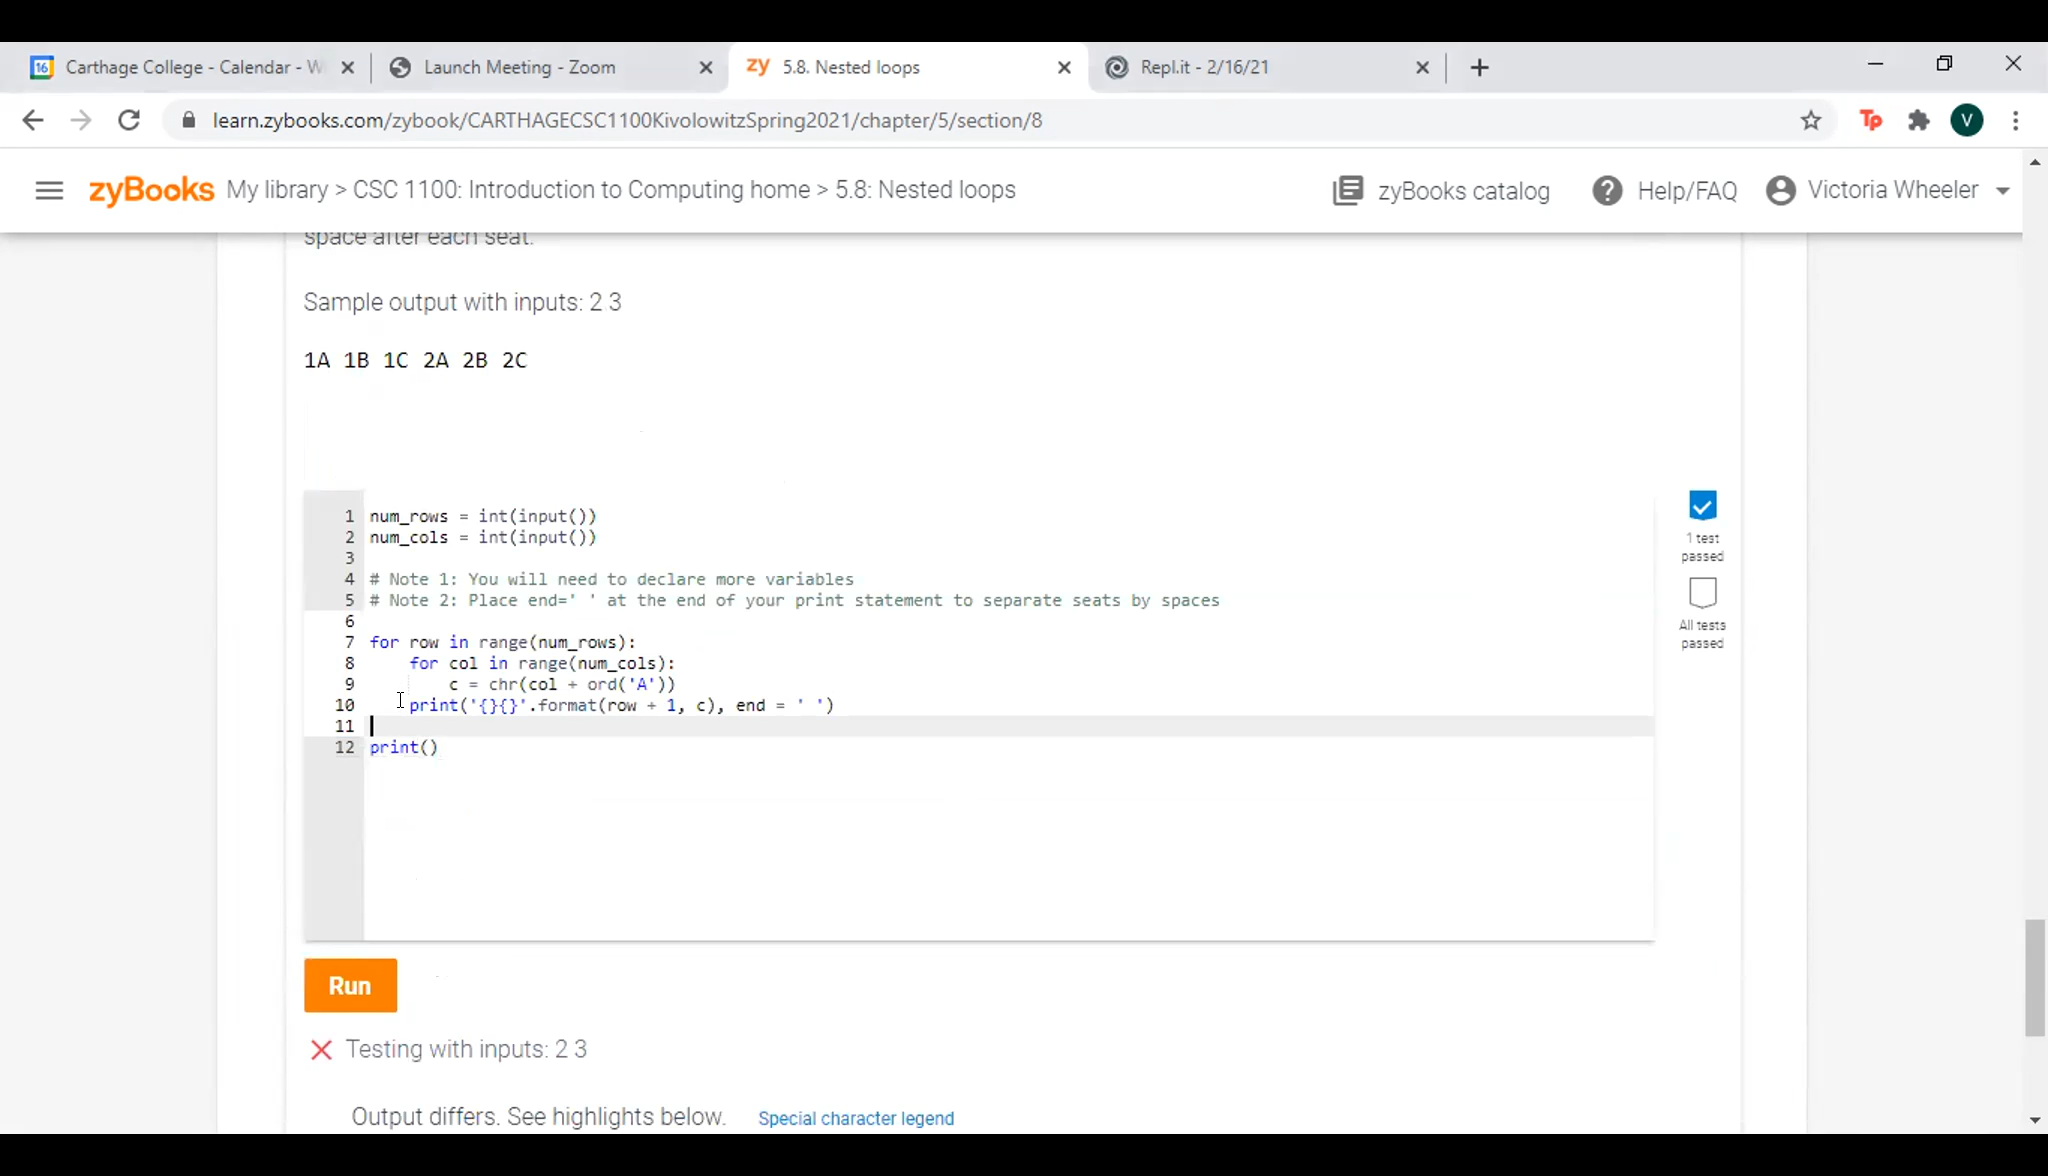 Carthage College - Calendar - W
Launch Meeting - Zoom
zy 5.8. Nested loops
Repl.it - 2/16/21
learn.zybooks.com/zybook/CARTHAGECSC1100KivolowitzSpring2021/chapter/5/section/8
Tp
V
zyBooks My library > CSC 1100: Introduction to Computing home > 5.8: Nested loops
zyBooks catalog
Help/FAQ
Victoria Wheeler
space after each seat.
Sample output with inputs: 2 3
1A 1B 1C 2A 2B 2C
1 num_rows = int(input())
2 num_cols = int(input())
3
4 # Note 1: You will need to declare more variables
5 # Note 2: Place end=' ' at the end of your print statement to separate seats by spaces
6
7 for row in range(num_rows):
8     for col in range(num_cols):
9         c = chr(col + ord('A'))
10     print('{}{}'.format(row + 1, c), end = ' ')
11
12 print()
1 test
passed
All tests
passed
Run
Testing with inputs: 2 3
Output differs. See highlights below. Special character legend